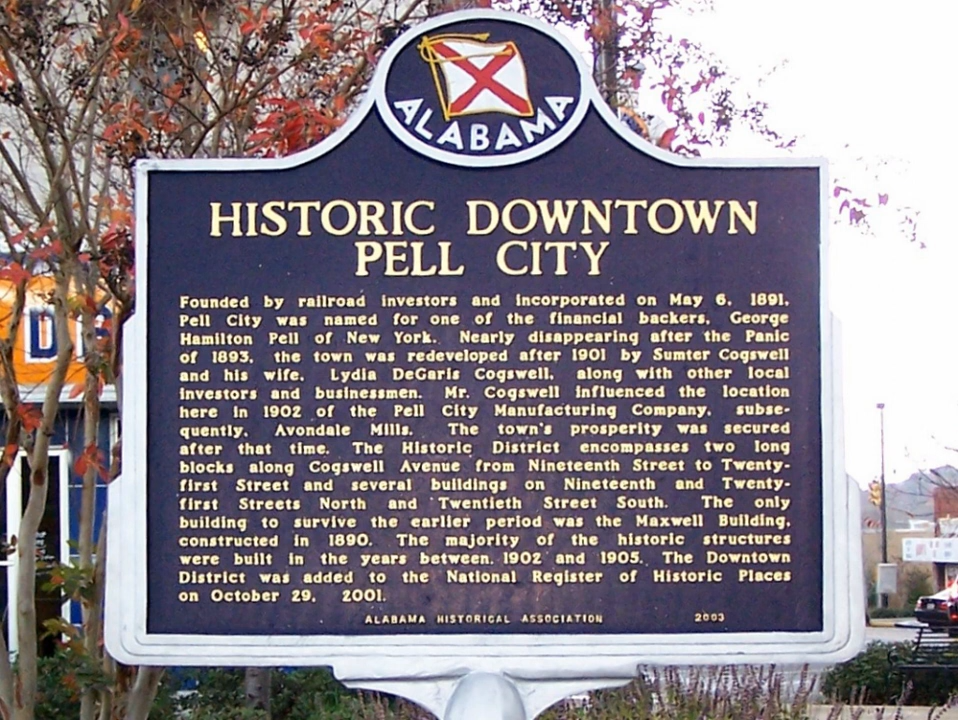 ALABAMA
HISTORIC DOWNTOWN
PELL CITY
Founded by railroad investors and incorporated on May 6, 1891,
Pell City was named for one of the financial backers, George
Hamilton Pell of New York. Nearly disappearing after the Panic
of 1893, the town was redeveloped after 1901 by Sumter Cogswell
and his wife, Lydia DeGaris Cogswell, along with other local
investors and businessmen. Mr. Cogswell influenced the location
here in 1902 of the Pell City Manufacturing Company, subse-
quently, Avondale Mills. The town's prosperity was secured
after that time. The Historic District encompasses two long
blocks along Cogswell Avenue from Nineteenth Street to Twenty-
first Street and several buildings on Nineteenth and Twenty-
first Streets North and Twentieth Street South. The only
building to survive the earlier period was the Maxwell Building,
constructed in 1890. The majority of the historic structures
were built in the years between 1902 and 1905. The Downtown
District was added to the National Register of Historic Places
on October 29, 2001.
ALABAMA HISTORICAL ASSOCIATION 2003